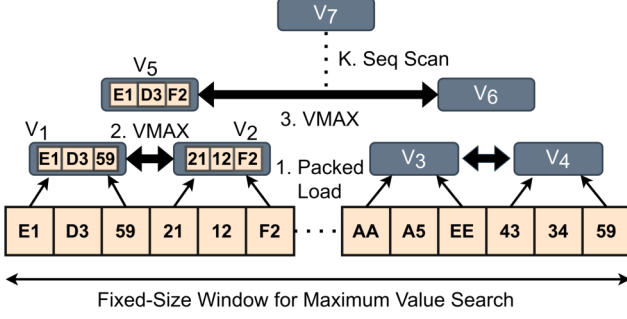 V7
K. Seq Scan
V5
E1 D3 F2
V6
3. VMAX
V1 2. VMAX V2
E1 D3 59 21 12 F2 1. Packed Load V3 V4
E1 D3 59 21 12 F2 AA A5 EE 43 34 59
Fixed-Size Window for Maximum Value Search